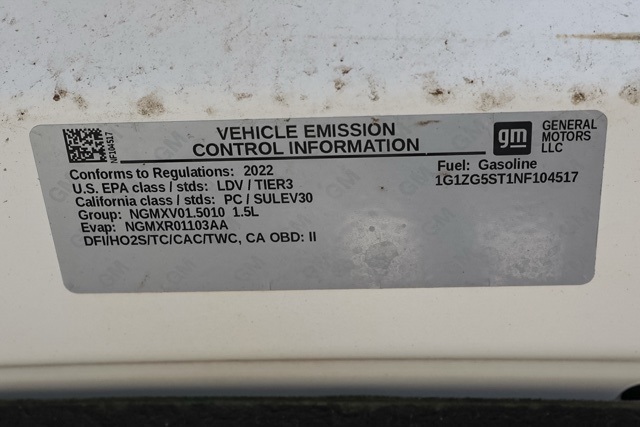 NF104517
VEHICLE EMISSION
CONTROL INFORMATION
gm
GENERAL
MOTORS
LLC
Conforms to Regulations: 2022
U.S. EPA class / stds: LDV / TIER3
California class / stds: PC / SULEV30
Group: NGMXV01.5010 1.5L
Evap: NGMXR01103AA
DFI/HO2S/TC/CAC/TWC, CA OBD: II
Fuel: Gasoline
1G1ZG5ST1NF104517